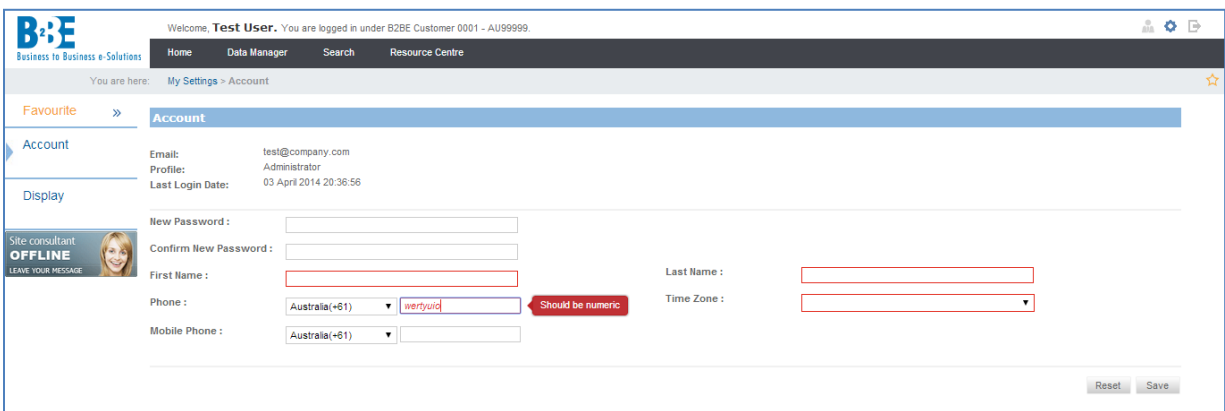 B2BE
Business to Business e-Solutions
Welcome, Test User. You are logged in under B2BE Customer 0001 - AU99999.
Home Data Manager Search Resource Centre
You are here: My Settings > Account
Favourite »
Account
Display
Site consultant
OFFLINE
LEAVE YOUR MESSAGE
Account
Email: test@company.com
Profile: Administrator
Last Login Date: 03 April 2014 20:36:56
New Password :
Confirm New Password :
First Name : Last Name :
Phone : Australia(+61) wertyuio Should be numeric Time Zone :
Mobile Phone : Australia(+61)
Reset Save